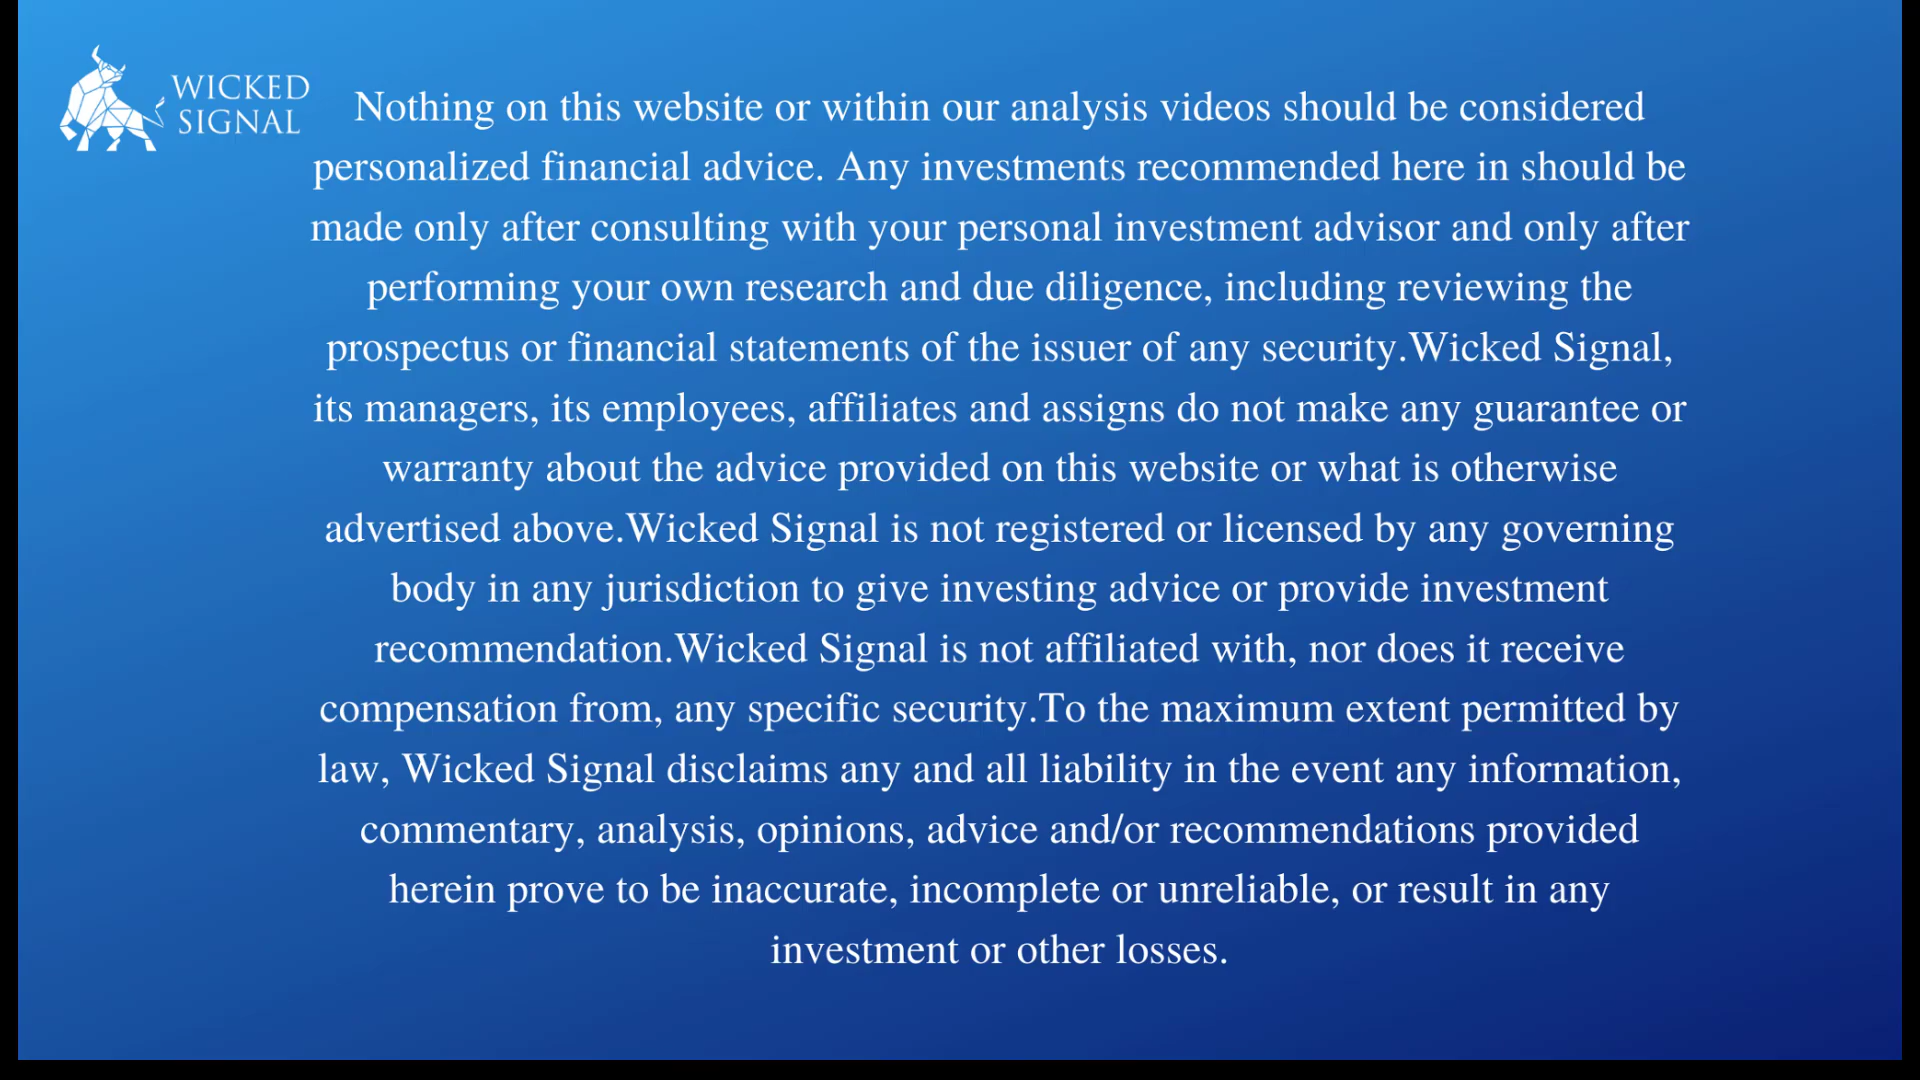 WICKED
SIGNAL
Nothing on this website or within our analysis videos should be considered
personalized financial advice. Any investments recommended here in should be
made only after consulting with your personal investment advisor and only after
performing your own research and due diligence, including reviewing the
prospectus or financial statements of the issuer of any security.Wicked Signal,
its managers, its employees, affiliates and assigns do not make any guarantee or
warranty about the advice provided on this website or what is otherwise
advertised above.Wicked Signal is not registered or licensed by any governing
body in any jurisdiction to give investing advice or provide investment
recommendation.Wicked Signal is not affiliated with, nor does it receive
compensation from, any specific security.To the maximum extent permitted by
law, Wicked Signal disclaims any and all liability in the event any information,
commentary, analysis, opinions, advice and/or recommendations provided
herein prove to be inaccurate, incomplete or unreliable, or result in any
investment or other losses.